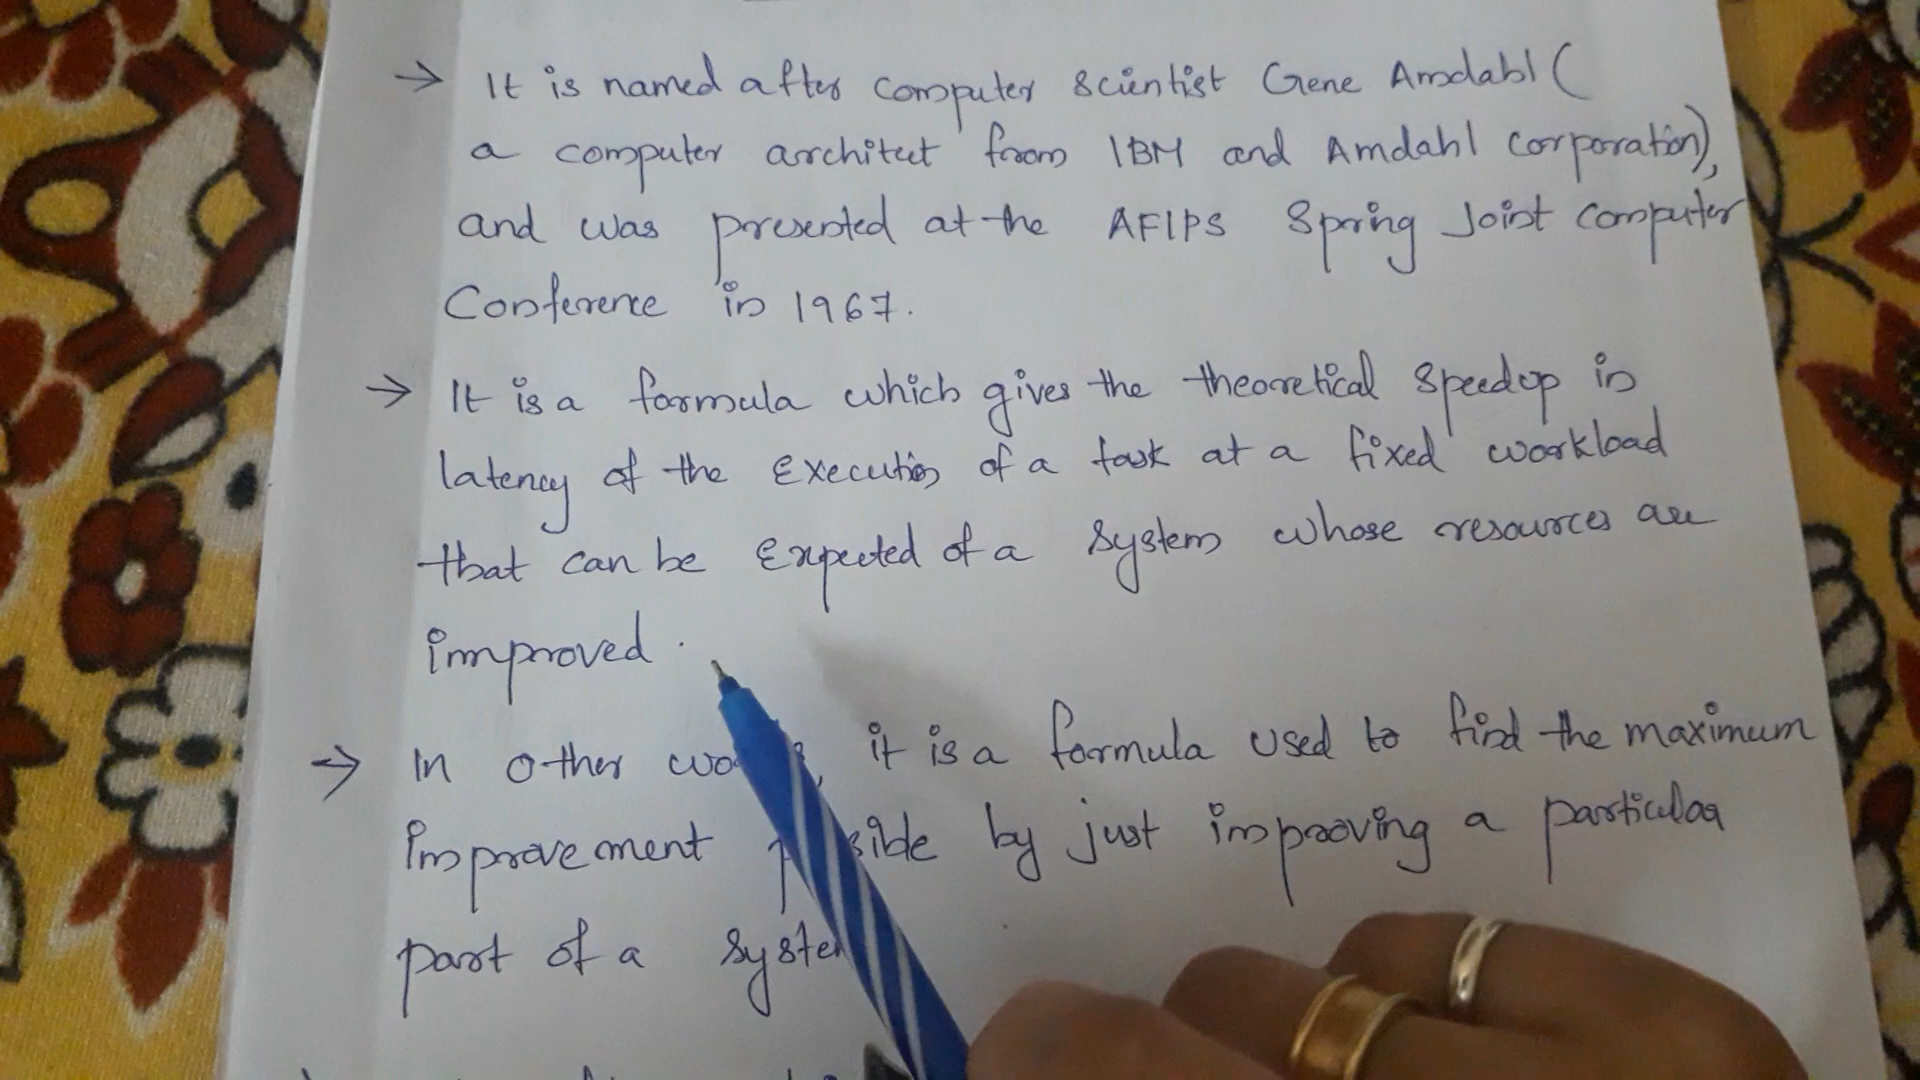 → It is named after computer scientist Gene Amdahl (
a computer architect from IBM and Amdahl corporation),
and was presented at the AFIPS Spring Joint computer
Conference in 1967.
→ It is a formula which gives the theoretical speedup in
latency of the Execution of a task at a fixed workload
that can be Expected of a system whose resources are
improved.
→ In other it is a formula used to find the maximum
Improvement by just improving a particular
part of a